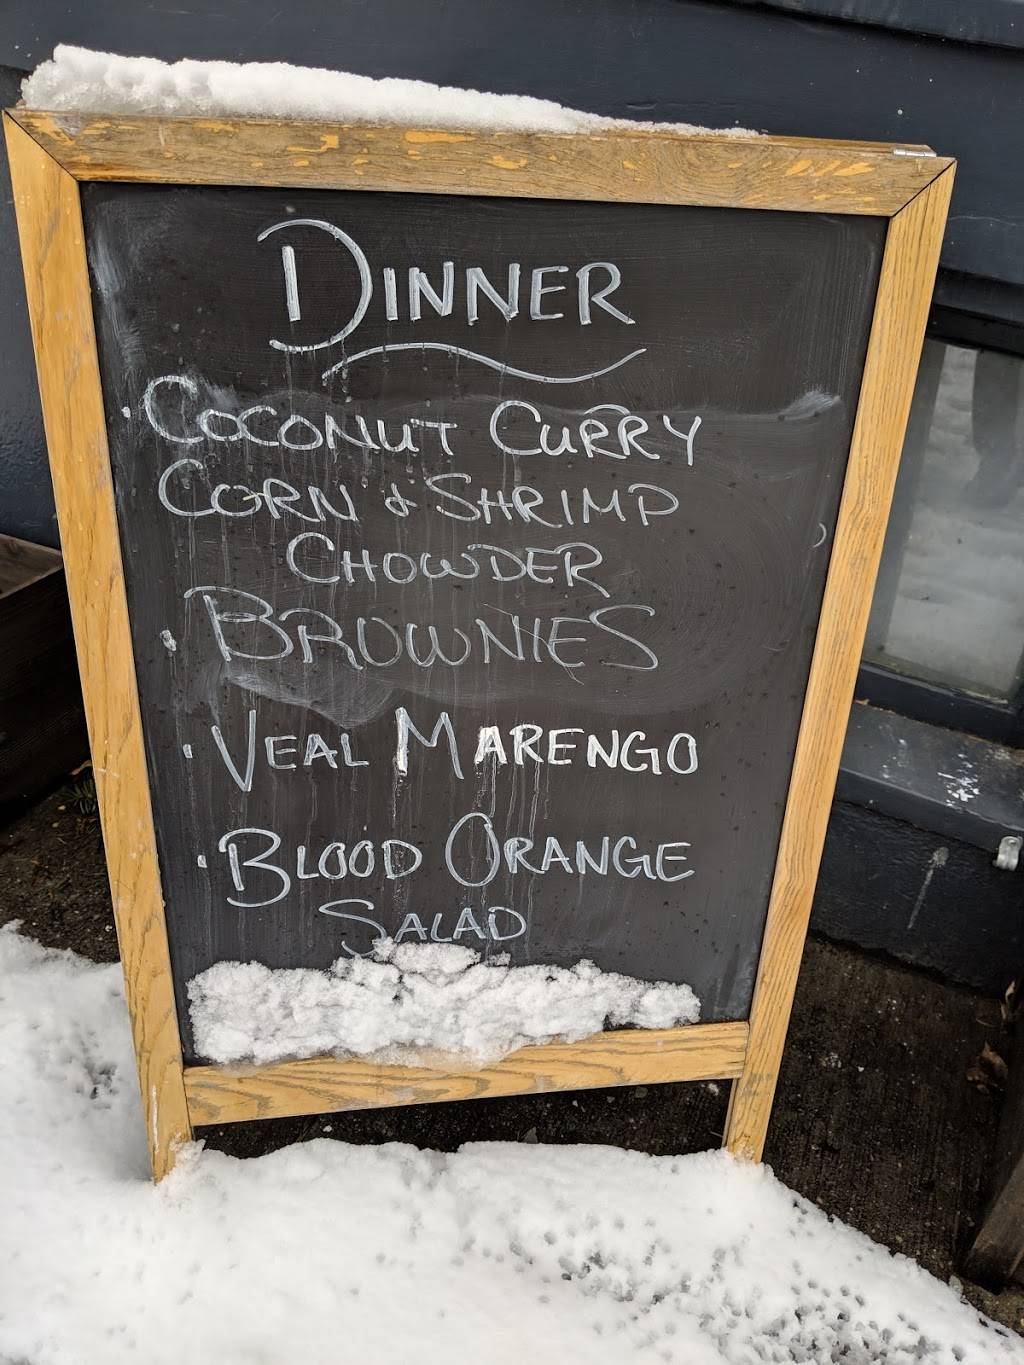 DINNER
· COCONUT CURRY
CORN & SHRIMP
CHOWDER
· BROWNIES
· VEAL MARENGO
· BLOOD ORANGE
SALAD